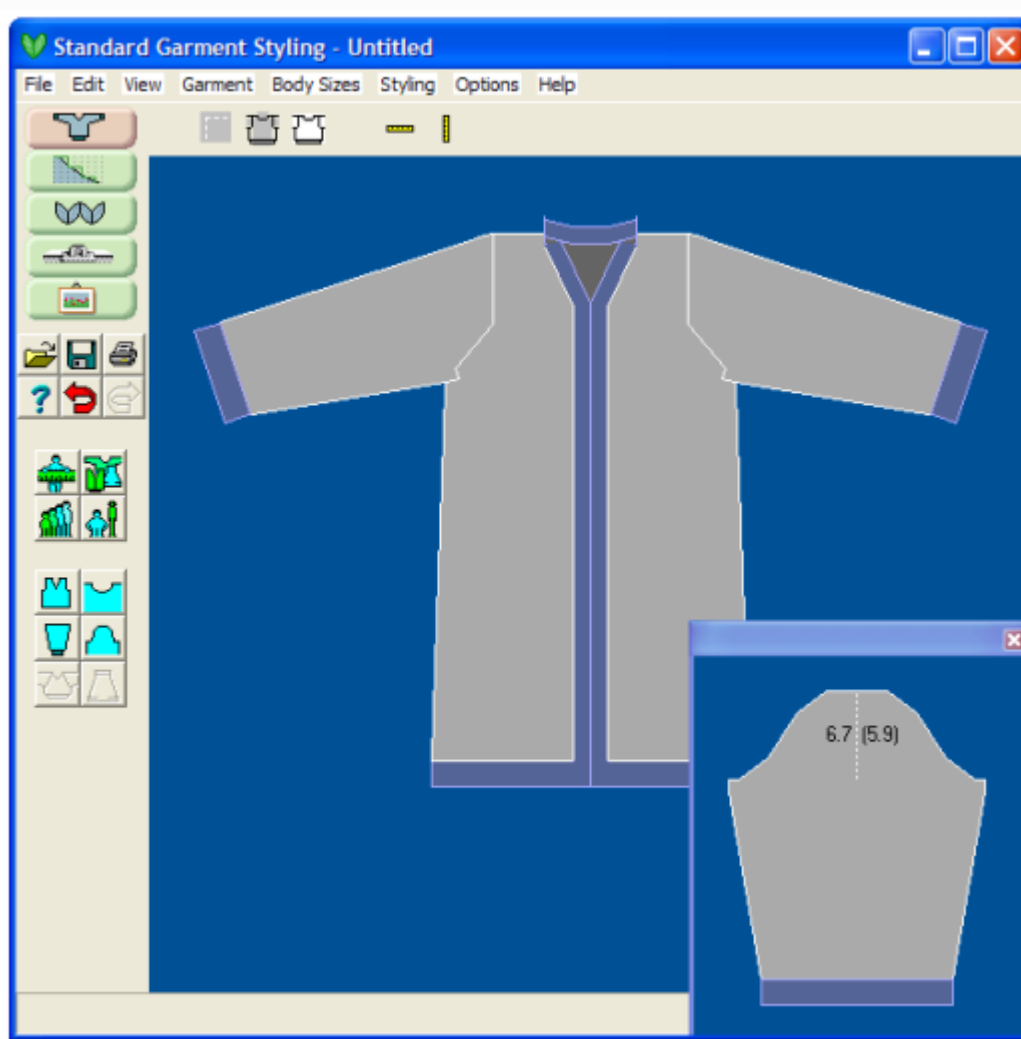 Standard Garment Styling - Untitled
File Edit View Garment Body Sizes Styling Options Help
6.7 (5.9)